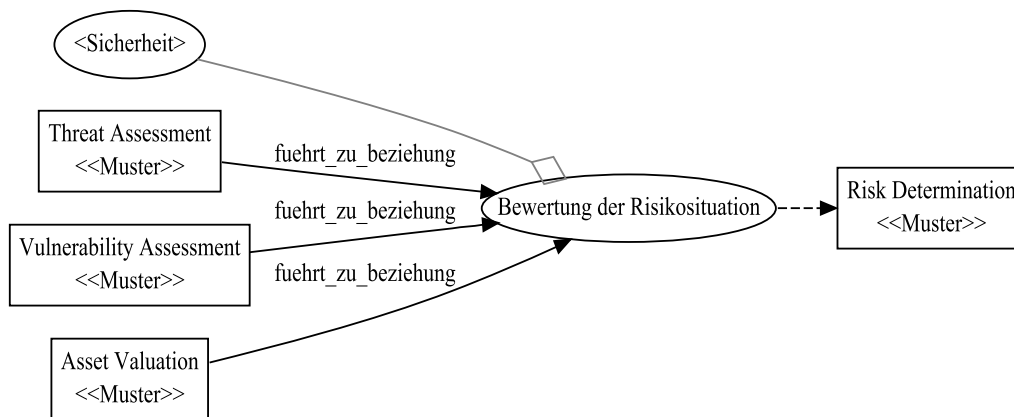 <Sicherheit>
Threat Assessment
<<Muster>>
fuehrt_zu_beziehung
Vulnerability Assessment
<<Muster>>
fuehrt_zu_beziehung
Asset Valuation
<<Muster>>
fuehrt_zu_beziehung
Bewertung der Risikosituation
Risk Determination
<<Muster>>